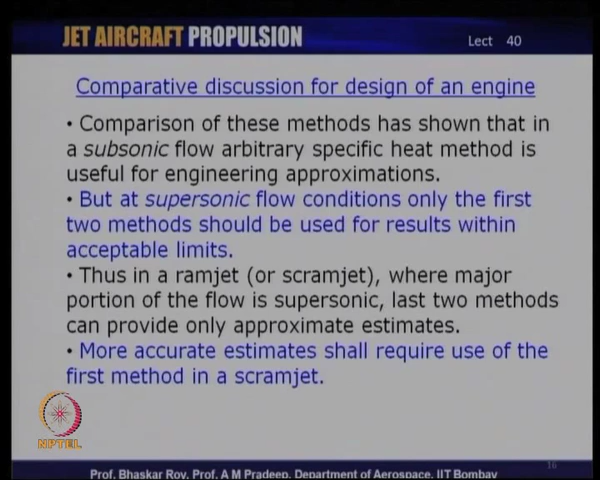 JET AIRCRAFT PROPULSION
Lect 40
Comparative discussion for design of an engine
• Comparison of these methods has shown that in
a subsonic flow arbitrary specific heat method is
useful for engineering approximations.
• But at supersonic flow conditions only the first
two methods should be used for results within
acceptable limits.
• Thus in a ramjet (or scramjet), where major
portion of the flow is supersonic, last two methods
can provide only approximate estimates.
• More accurate estimates shall require use of the
first method in a scramjet.
NPTEL
16
Prof. Bhaskar Roy, Prof. A M Pradeep, Department of Aerospace, IIT Bombay